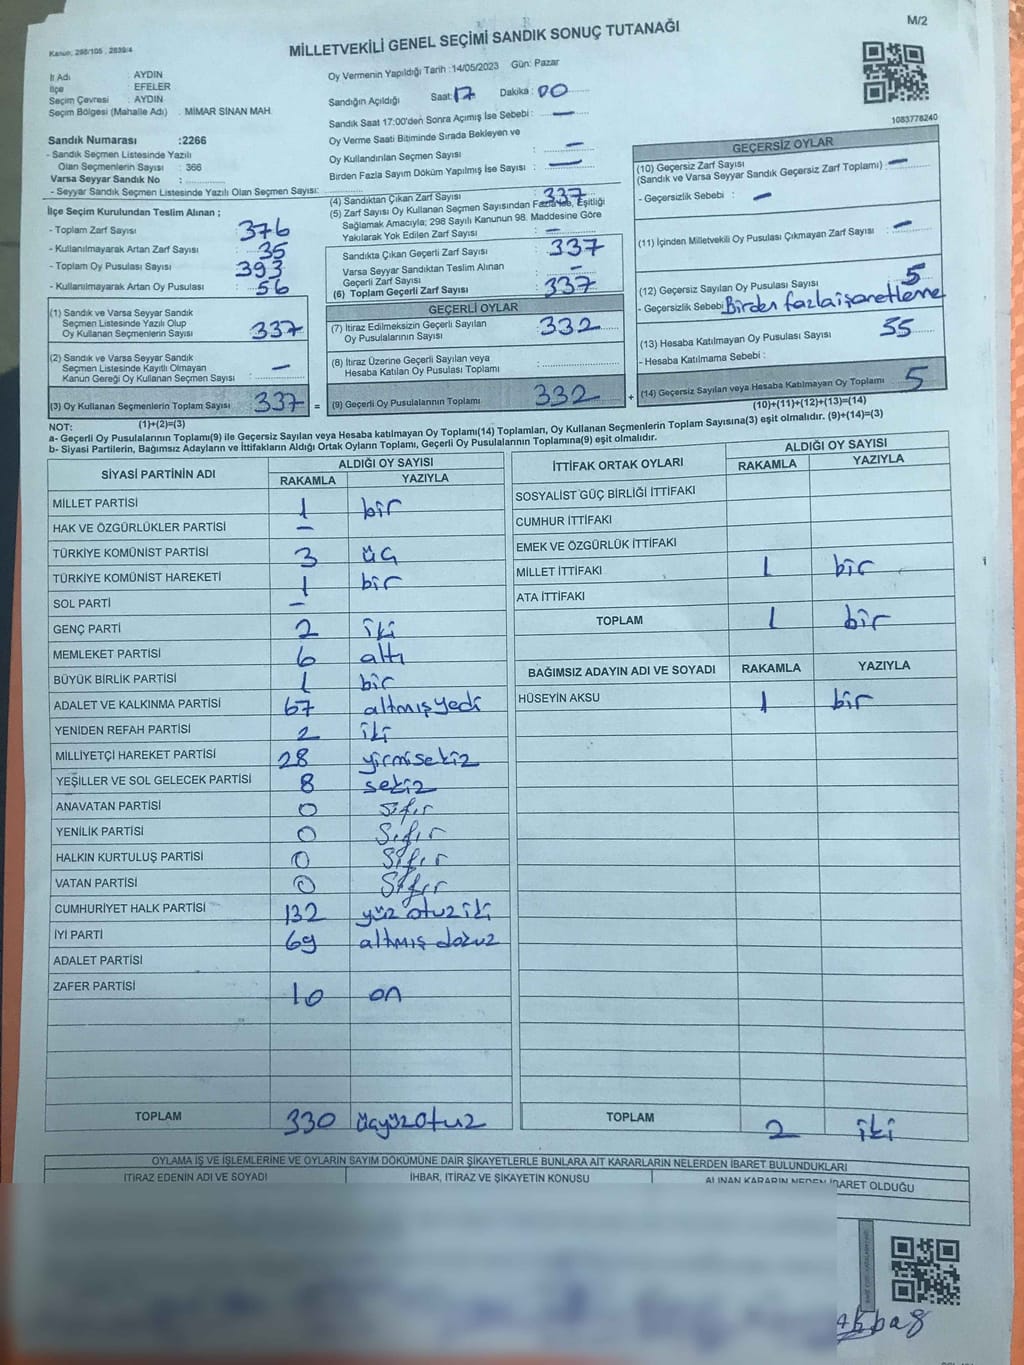 M/2
Kanun, 298/105 , 2839/4
MİLLETVEKİLİ GENEL SEÇİMİ SANDIK SONUÇ TUTANAĞI
İl Adı : AYDIN
İlçe : EFELER
Seçim Çevresi : AYDIN
Seçim Bölgesi (Mahalle Adı) : MİMAR SİNAN MAH.
Oy Vermenin Yapıldığı Tarih :14/05/2023 Gün: Pazar
Sandığın Açıldığı Saat: 17 Dakika : 00
Sandık Saat 17:00'den Sonra Açımış İse Sebebi : —
Oy Verme Saati Bitiminde Sırada Bekleyen ve
Oy Kullandırılan Seçmen Sayısı : —
Birden Fazla Sayım Döküm Yapılmış İse Sayısı : —
1083778240
Sandık Numarası :2266
- Sandık Seçmen Listesinde Yazılı
Olan Seçmenlerin Sayısı : 366
Varsa Seyyar Sandık No :
- Seyyar Sandık Seçmen Listesinde Yazılı Olan Seçmen Sayısı:
İlçe Seçim Kurulundan Teslim Alınan ;
- Toplam Zarf Sayısı : 376
- Kullanılmayarak Artan Zarf Sayısı : 35
- Toplam Oy Pusulası Sayısı : 393
- Kullanılmayarak Artan Oy Pusulası : 56
(1) Sandık ve Varsa Seyyar Sandık
Seçmen Listesinde Yazılı Olup
Oy Kullanan Seçmenlerin Sayısı : 337
(2) Sandık ve Varsa Seyyar Sandık
Seçmen Listesinde Kayıtlı Olmayan
Kanun Gereği Oy Kullanan Seçmen Sayısı : —
(3) Oy Kullanan Seçmenlerin Toplam Sayısı 337 =
(1)+(2)=(3)
(4) Sandıktan Çıkan Zarf Sayısı : 337
(5) Zarf Sayısı Oy Kullanan Seçmen Sayısından Fazla İse, Eşitliği
Sağlamak Amacıyla; 298 Sayılı Kanunun 98. Maddesine Göre
Yakılarak Yok Edilen Zarf Sayısı : —
Sandıkta Çıkan Geçerli Zarf Sayısı : 337
Varsa Seyyar Sandıktan Teslim Alınan
Geçerli Zarf Sayısı : —
(6) Toplam Geçerli Zarf Sayısı : 337
GEÇERLİ OYLAR
(7) İtiraz Edilmeksizin Geçerli Sayılan
Oy Pusulalarının Sayısı : 332
(8) İtiraz Üzerine Geçerli Sayılan veya
Hesaba Katılan Oy Pusulası Toplamı :
(9) Geçerli Oy Pusulalarının Toplamı 332 +
GEÇERSİZ OYLAR
(10) Geçersiz Zarf Sayısı
(Sandık ve Varsa Seyyar Sandık Geçersiz Zarf Toplamı) : —
- Geçersizlik Sebebi : —
(11) İçinden Milletvekili Oy Pusulası Çıkmayan Zarf Sayısı : —
(12) Geçersiz Sayılan Oy Pusulası Sayısı : 5
- Geçersizlik Sebebi : Birden fazla işaretleme
(13) Hesaba Katılmayan Oy Pusulası Sayısı : 55
- Hesaba Katılmama Sebebi :
(14) Geçersiz Sayılan veya Hesaba Katılmayan Oy Toplamı 5
(10)+(11)+(12)+(13)=(14)
NOT:
a- Geçerli Oy Pusulalarının Toplamı(9) ile Geçersiz Sayılan veya Hesaba katılmayan Oy Toplamı(14) Toplamları, Oy Kullanan Seçmenlerin Toplam Sayısına(3) eşit olmalıdır. (9)+(14)=(3)
b- Siyasi Partilerin, Bağımsız Adayların ve İttifakların Aldığı Ortak Oyların Toplamı, Geçerli Oy Pusulalarının Toplamına(9) eşit olmalıdır.
SİYASİ PARTİNİN ADI ALDIĞI OY SAYISI
RAKAMLA YAZIYLA
MİLLET PARTİSİ 1 bir
HAK VE ÖZGÜRLÜKLER PARTİSİ —
TÜRKİYE KOMÜNİST PARTİSİ 3 üç
TÜRKİYE KOMÜNİST HAREKETİ 1 bir
SOL PARTİ —
GENÇ PARTİ 2 iki
MEMLEKET PARTİSİ 6 altı
BÜYÜK BİRLİK PARTİSİ 1 bir
ADALET VE KALKINMA PARTİSİ 67 altmışyedi
YENİDEN REFAH PARTİSİ 2 iki
MİLLİYETÇİ HAREKET PARTİSİ 28 yirmisekiz
YEŞİLLER VE SOL GELECEK PARTİSİ 8 sekiz
ANAVATAN PARTİSİ 0 Sıfır
YENİLİK PARTİSİ 0 Sıfır
HALKIN KURTULUŞ PARTİSİ 0 Sıfır
VATAN PARTİSİ 0 Sıfır
CUMHURİYET HALK PARTİSİ 132 yüz otuz iki
İYİ PARTİ 69 altmış dokuz
ADALET PARTİSİ
ZAFER PARTİSİ 10 on
TOPLAM 330 üçyüzotuz
İTTİFAK ORTAK OYLARI ALDIĞI OY SAYISI
RAKAMLA YAZIYLA
SOSYALİST GÜÇ BİRLİĞİ İTTİFAKI
CUMHUR İTTİFAKI
EMEK VE ÖZGÜRLÜK İTTİFAKI
MİLLET İTTİFAKI 1 bir
ATA İTTİFAKI
TOPLAM 1 bir
BAĞIMSIZ ADAYIN ADI VE SOYADI RAKAMLA YAZIYLA
HÜSEYİN AKSU 1 bir
TOPLAM 2 iki
OYLAMA İŞ VE İŞLEMLERİNE VE OYLARIN SAYIM DÖKÜMÜNE DAİR ŞİKAYETLERLE BUNLARA AİT KARARLARIN NELERDEN İBARET BULUNDUKLARI
İTİRAZ EDENİN ADI VE SOYADI İHBAR, İTİRAZ VE ŞİKAYETİN KONUSU ALINAN KARARIN NEDEN İBARET OLDUĞU
Akbaş